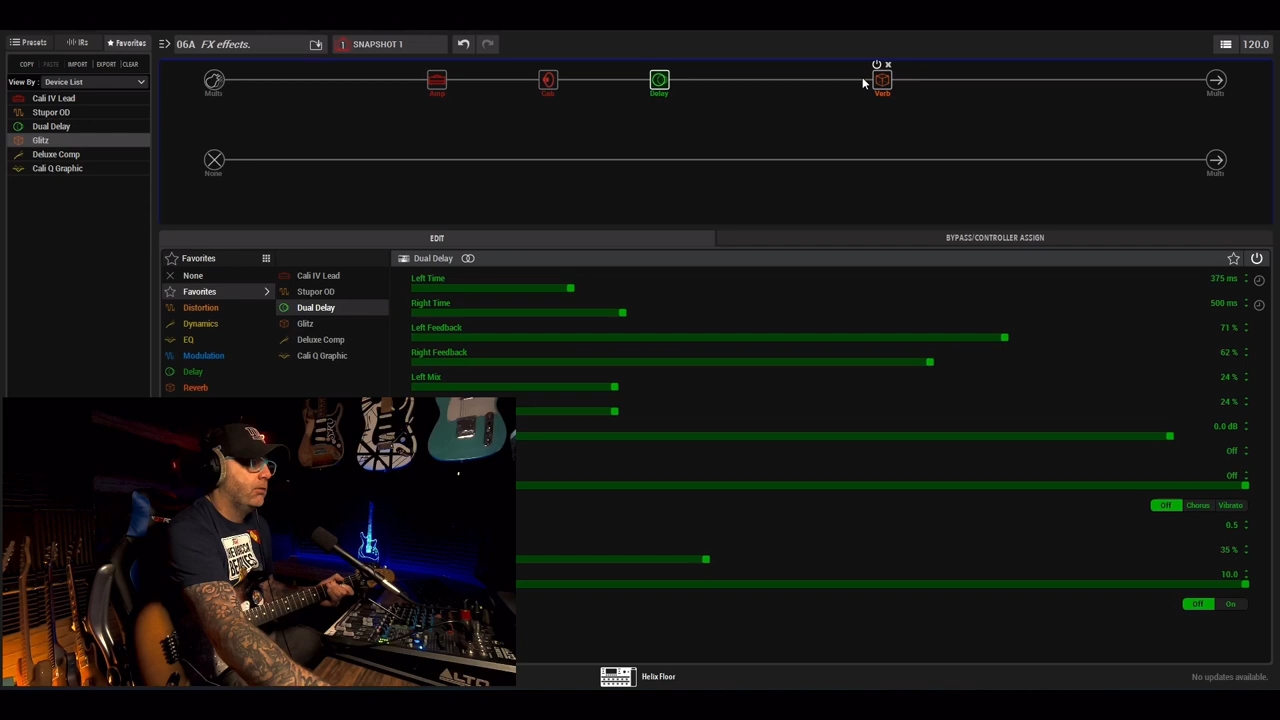 Presets IRs Favorites
COPY PASTE IMPORT EXPORT CLEAR
View By : Device List
Cali IV Lead
Stupor OD
Dual Delay
Glitz
Deluxe Comp
Cali Q Graphic
06A FX effects. 1 SNAPSHOT 1 120.0
Multi Amp Cab Delay Verb Multi
None Multi
EDIT BYPASS/CONTROLLER ASSIGN
Favorites
None
Favorites
Distortion
Dynamics
EQ
Modulation
Delay
Reverb
Cali IV Lead
Stupor OD
Dual Delay
Glitz
Deluxe Comp
Cali Q Graphic
Dual Delay
Left Time 375 ms
Right Time 500 ms
Left Feedback 71 %
Right Feedback 62 %
Left Mix 24 %
24 %
0.0 dB
Off
Off
Off Chorus Vibrato
0.5
35 %
10.0
Off On
ALTO
Helix Floor
No updates available.